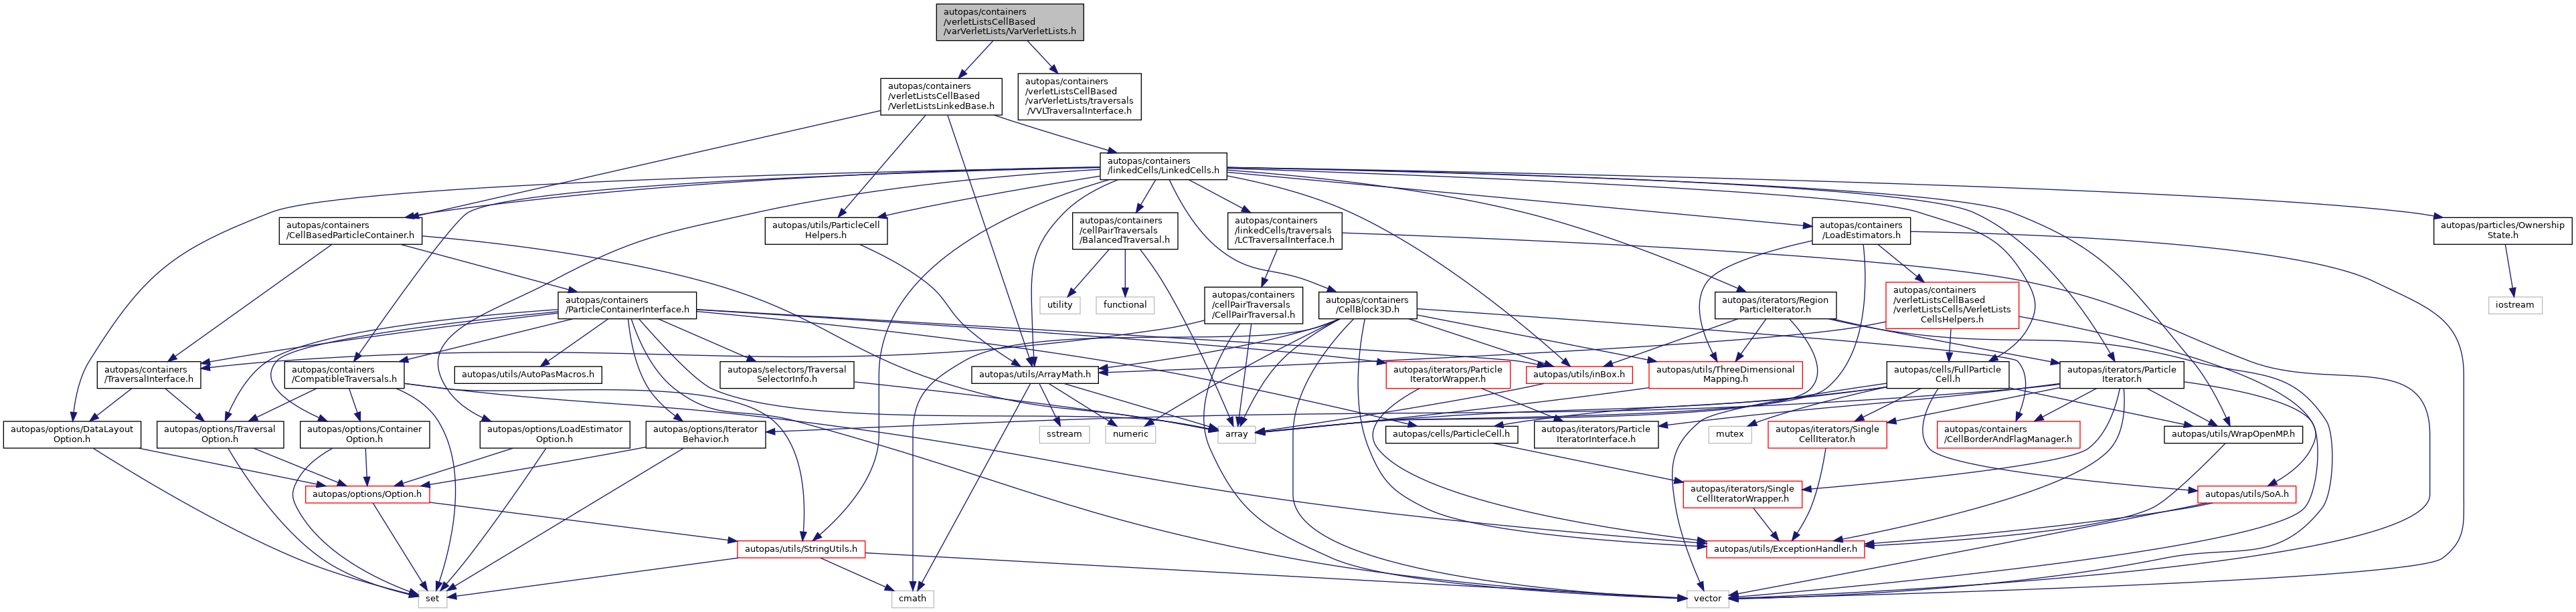 autopas/containers
/verletListsCellBased
/varVerletLists/VarVerletLists.h
autopas/containers
/verletListsCellBased
/VerletListsLinkedBase.h
autopas/containers
/verletListsCellBased
/varVerletLists/traversals
/VVLTraversalInterface.h
autopas/containers
/linkedCells/LinkedCells.h
autopas/containers
/CellBasedParticleContainer.h
autopas/utils/ParticleCell
Helpers.h
autopas/containers
/cellPairTraversals
/BalancedTraversal.h
autopas/containers
/linkedCells/traversals
/LCTraversalInterface.h
autopas/containers
/LoadEstimators.h
autopas/particles/Ownership
State.h
autopas/containers
/ParticleContainerInterface.h
utility
functional
autopas/containers
/cellPairTraversals
/CellPairTraversal.h
autopas/containers
/CellBlock3D.h
autopas/iterators/Region
ParticleIterator.h
autopas/containers
/verletListsCellBased
/verletListsCells/VerletLists
CellsHelpers.h
iostream
autopas/containers
/TraversalInterface.h
autopas/containers
/CompatibleTraversals.h
autopas/utils/AutoPasMacros.h
autopas/selectors/Traversal
SelectorInfo.h
autopas/utils/ArrayMath.h
autopas/iterators/Particle
IteratorWrapper.h
autopas/utils/inBox.h
autopas/utils/ThreeDimensional
Mapping.h
autopas/cells/FullParticle
Cell.h
autopas/iterators/Particle
Iterator.h
autopas/options/DataLayout
Option.h
autopas/options/Traversal
Option.h
autopas/options/Container
Option.h
autopas/options/LoadEstimator
Option.h
autopas/options/Iterator
Behavior.h
sstream
numeric
array
autopas/cells/ParticleCell.h
autopas/iterators/Particle
IteratorInterface.h
mutex
autopas/iterators/Single
CellIterator.h
autopas/containers
/CellBorderAndFlagManager.h
autopas/utils/WrapOpenMP.h
autopas/options/Option.h
autopas/iterators/Single
CellIteratorWrapper.h
autopas/utils/SoA.h
autopas/utils/StringUtils.h
autopas/utils/ExceptionHandler.h
set
cmath
vector